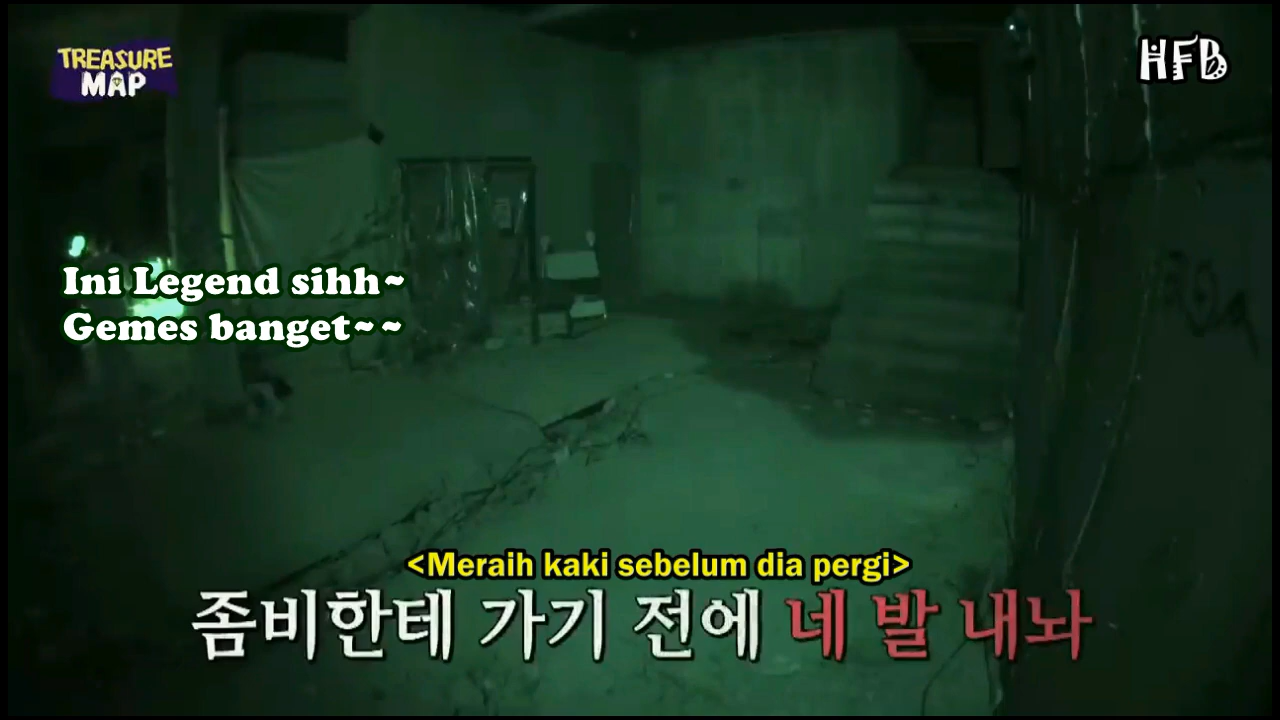 TREASURE
MAP
HFB
Ini Legend sihh~
Gemes banget~~
<Meraih kaki sebelum dia pergi>
좀비한테 가기 전에 네 발 내놔